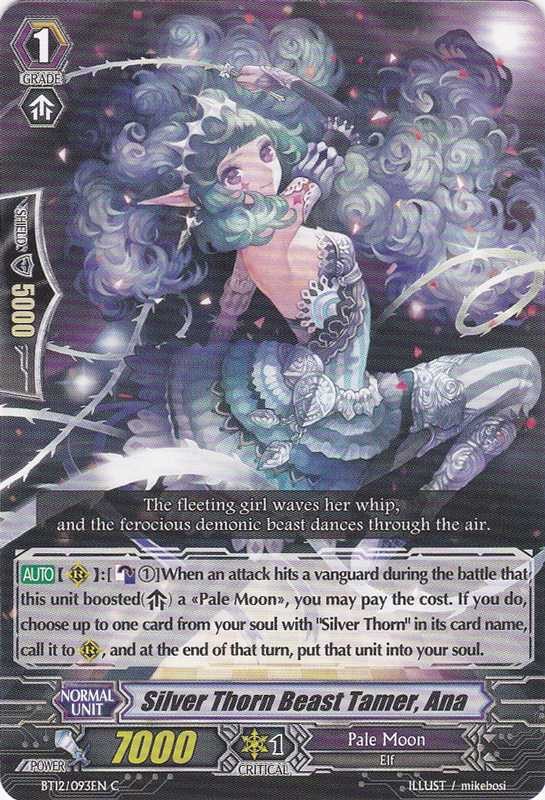 1
GRADE
SHIELD
5000
The fleeting girl waves her whip,
and the ferocious demonic beast dances through the air.
AUTO【 R 】:[ ①]When an attack hits a vanguard during the battle that
this unit boosted( ) a «Pale Moon», you may pay the cost. If you do,
choose up to one card from your soul with "Silver Thorn" in its card name,
call it to R, and at the end of that turn, put that unit into your soul.
NORMAL
UNIT
Silver Thorn Beast Tamer, Ana
POWER
7000
1
CRITICAL
Pale Moon
Elf
BT12/093EN C
ILLUST / mikebosi